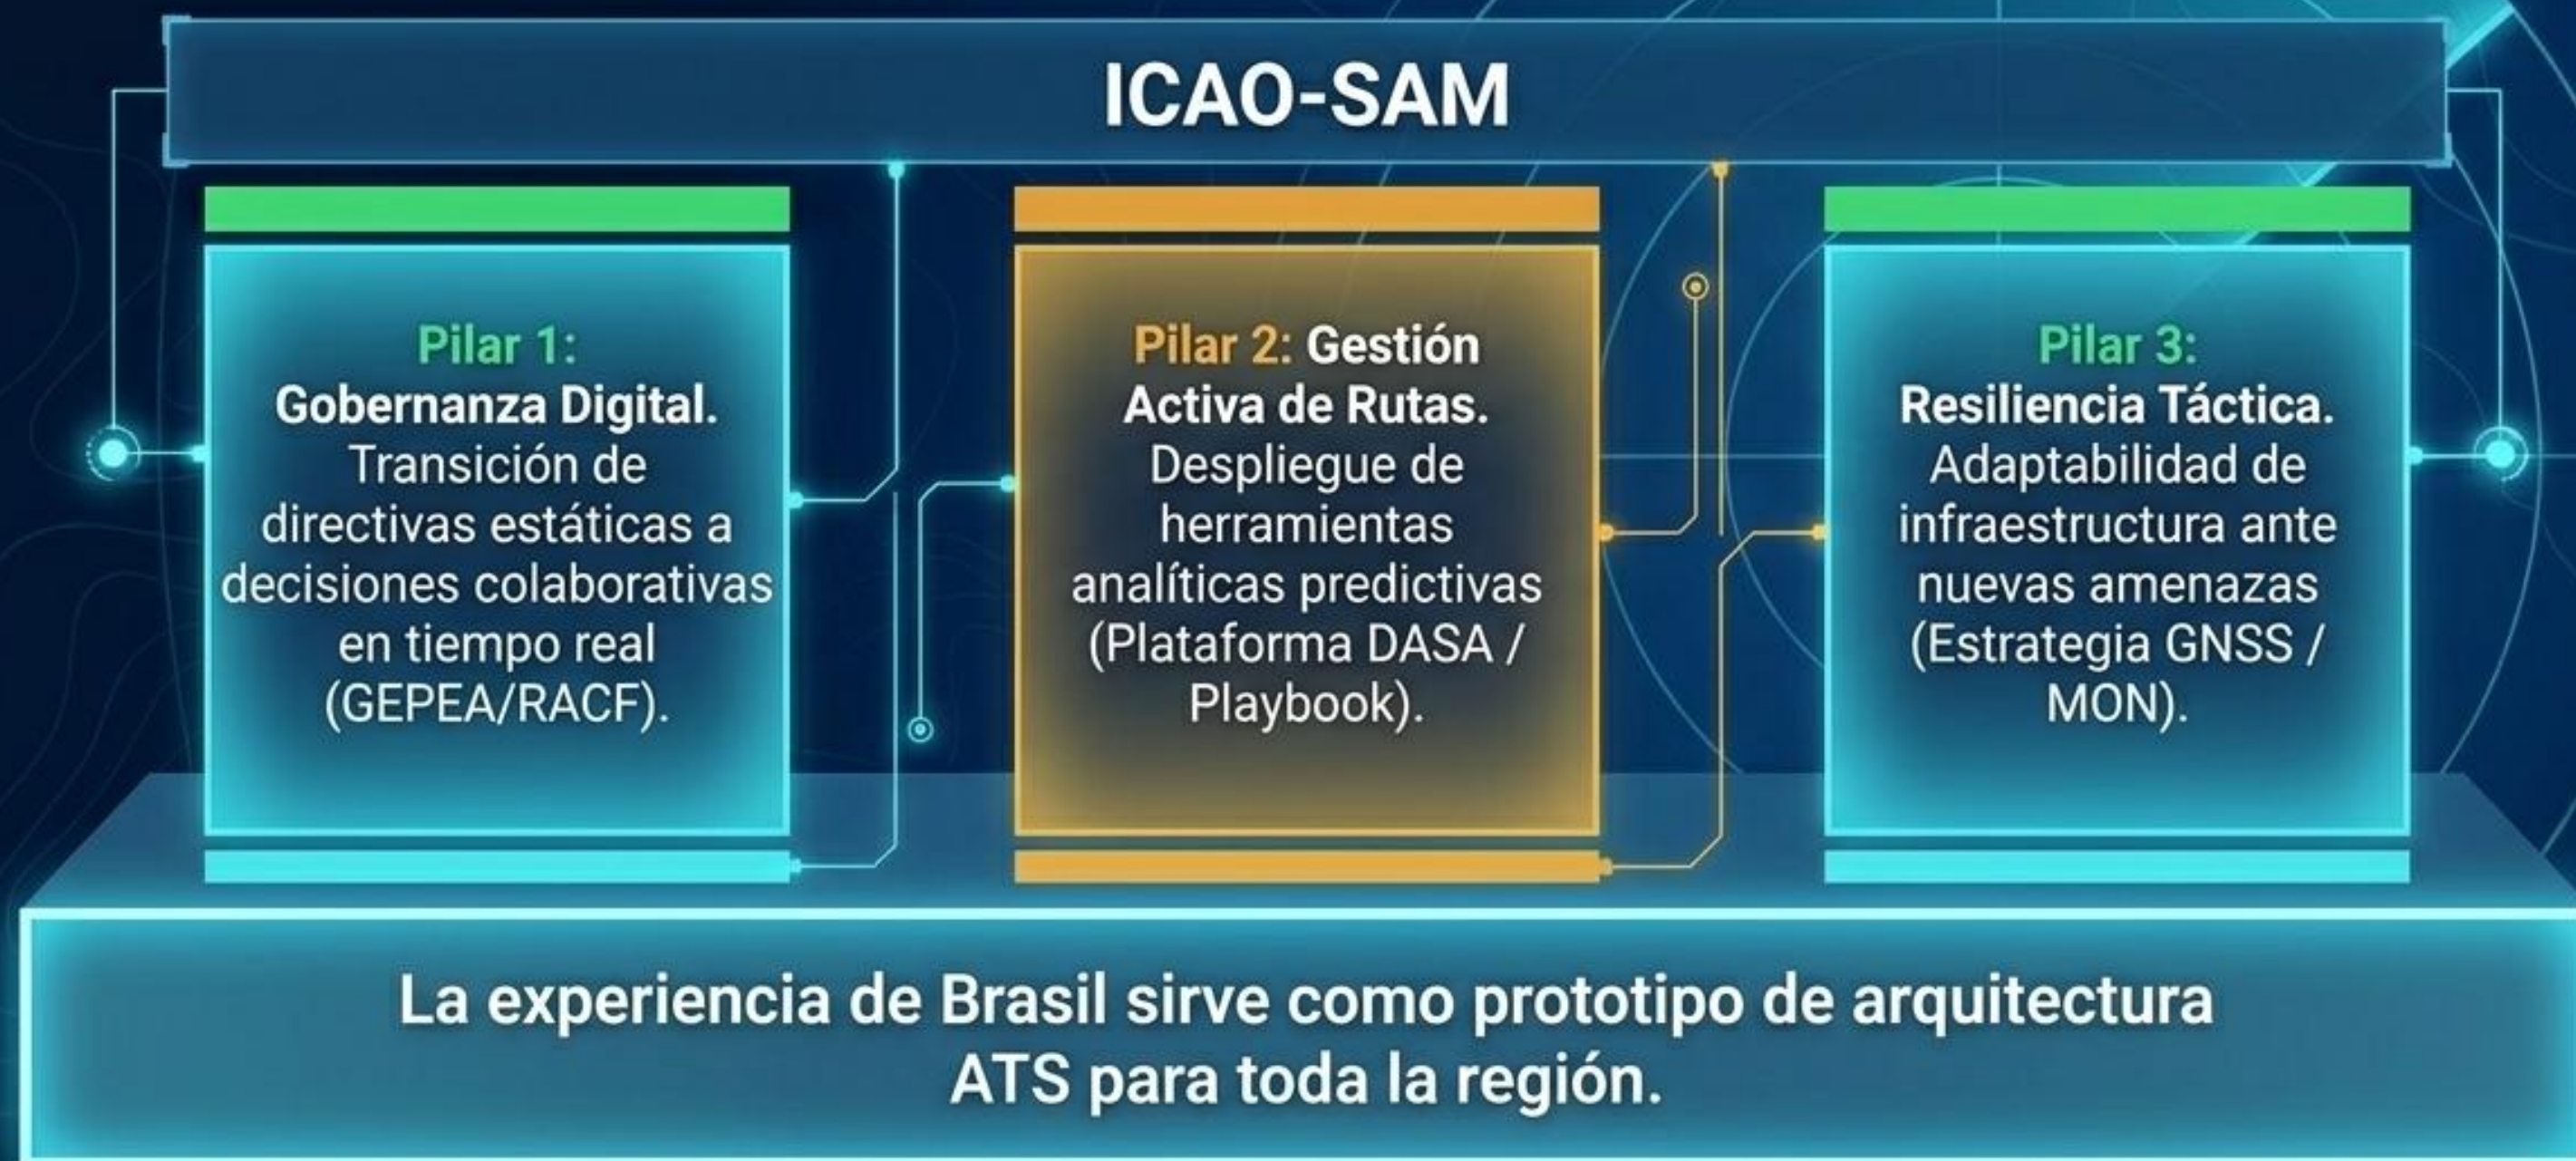 ICAO-SAM
Pilar 1:
Gobernanza Digital.
Transición de
directivas estáticas a
decisiones colaborativas
en tiempo real
(GEPEA/RACF).
Pilar 2: Gestión
Activa de Rutas.
Despliegue de
herramientas
analíticas predictivas
(Plataforma DASA /
Playbook).
Pilar 3:
Resiliencia Táctica.
Adaptabilidad de
infraestructura ante
nuevas amenazas
(Estrategia GNSS /
MON).
La experiencia de Brasil sirve como prototipo de arquitectura
ATS para toda la región.